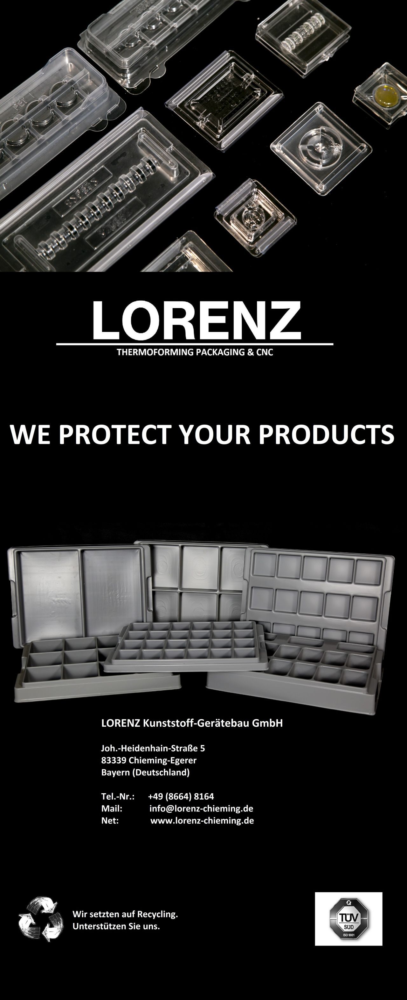 PET
LORENZ
THERMOFORMING PACKAGING & CNC
WE PROTECT YOUR PRODUCTS
LORENZ Kunststoff-Gerätebau GmbH
Joh.-Heidenhain-Straße 5
83339 Chieming-Egerer
Bayern (Deutschland)
Tel.-Nr.: +49 (8664) 8164
Mail: info@lorenz-chieming.de
Net: www.lorenz-chieming.de
Wir setzten auf Recycling.
Unterstützen Sie uns.
TÜV
SÜD
ISO 9001